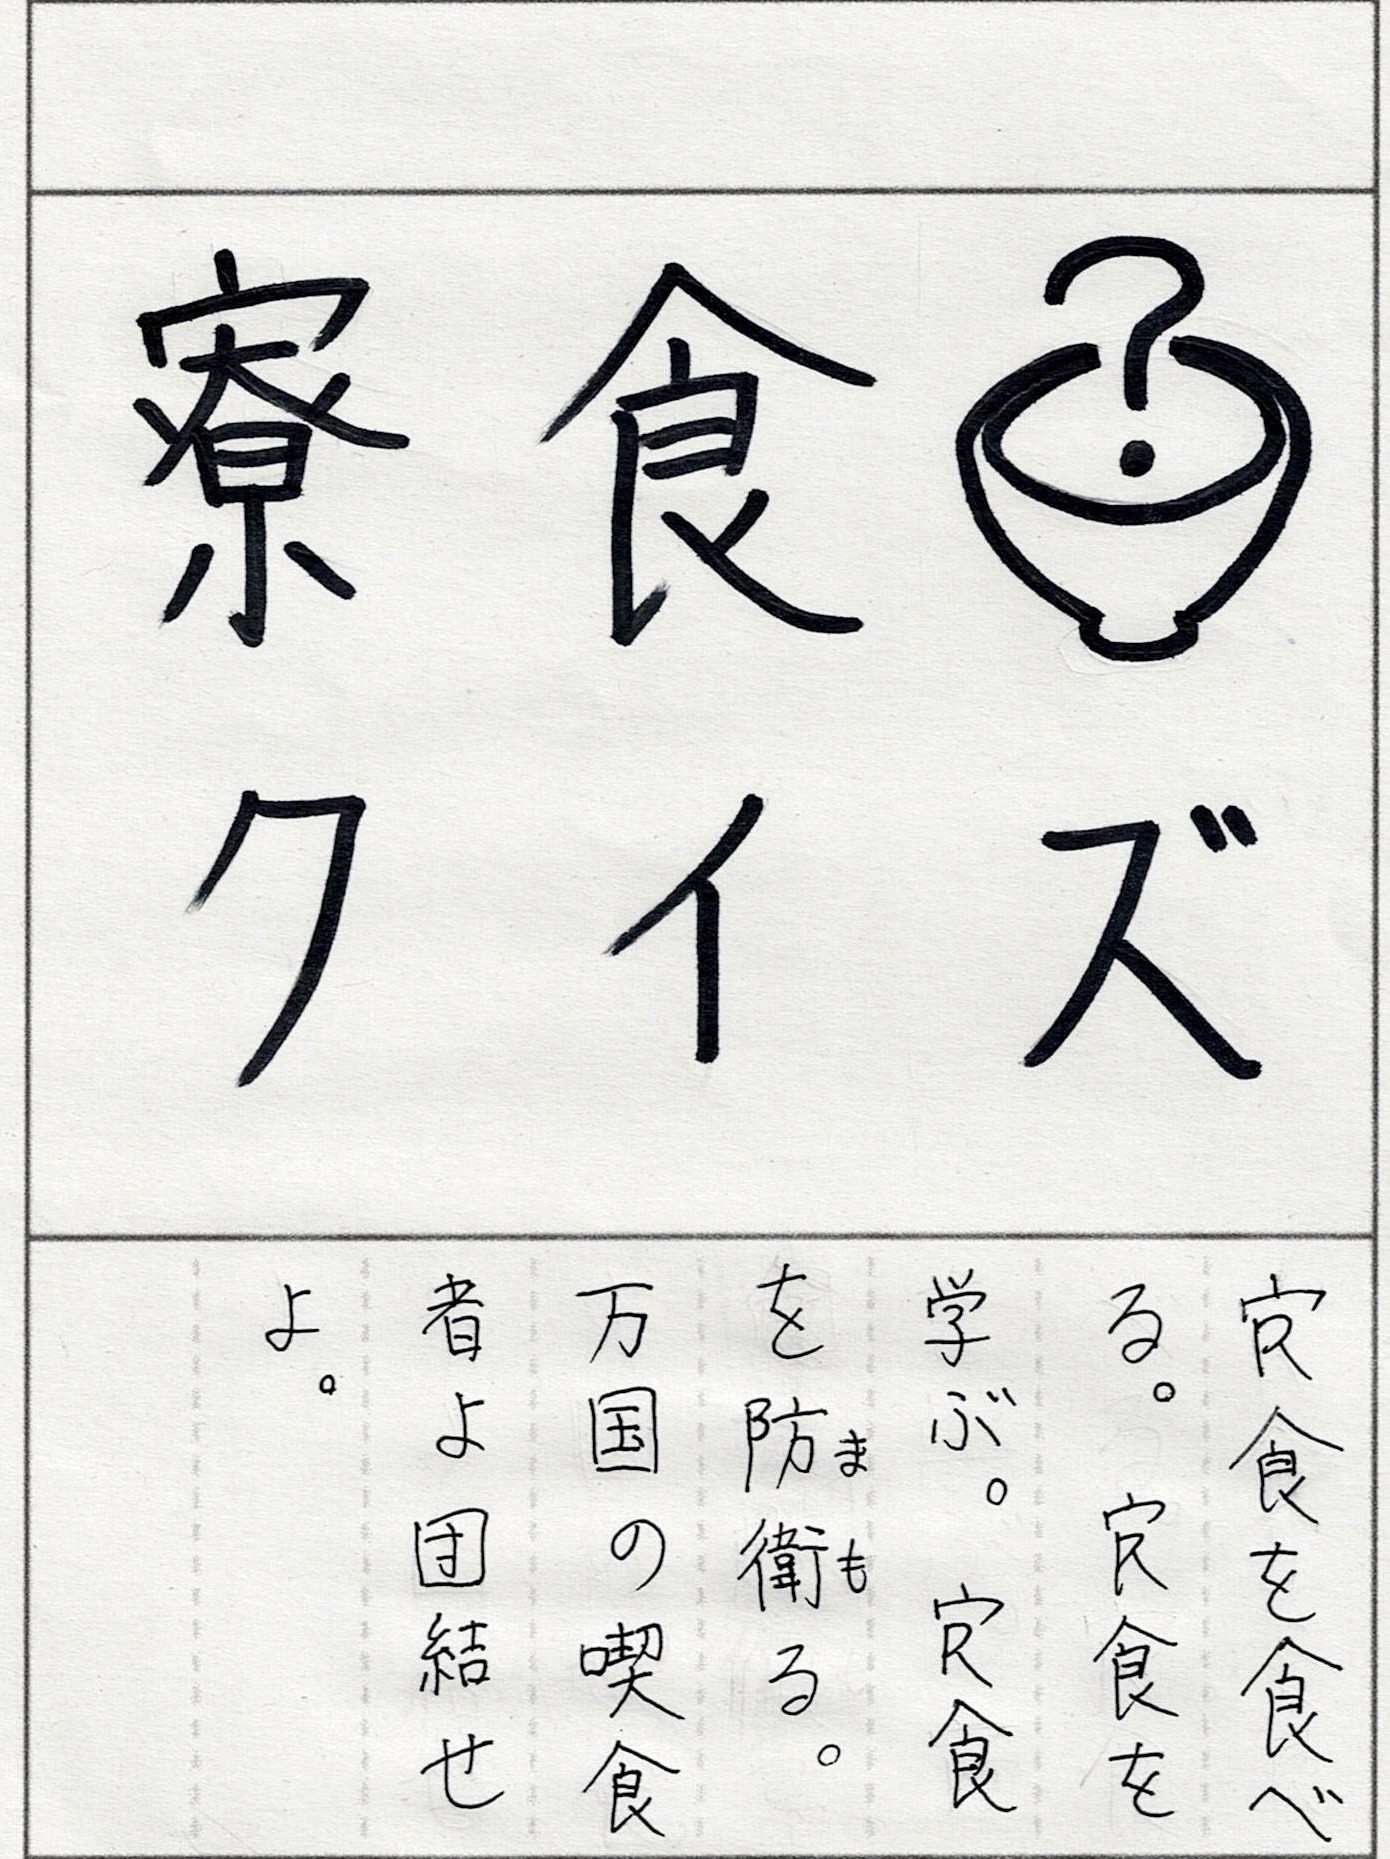 寮食?
クイズ
寮食を食べ
る。寮食を
学ぶ。寮食
を防衛る。
まも
万国の喫食
者よ団結せ
よ。